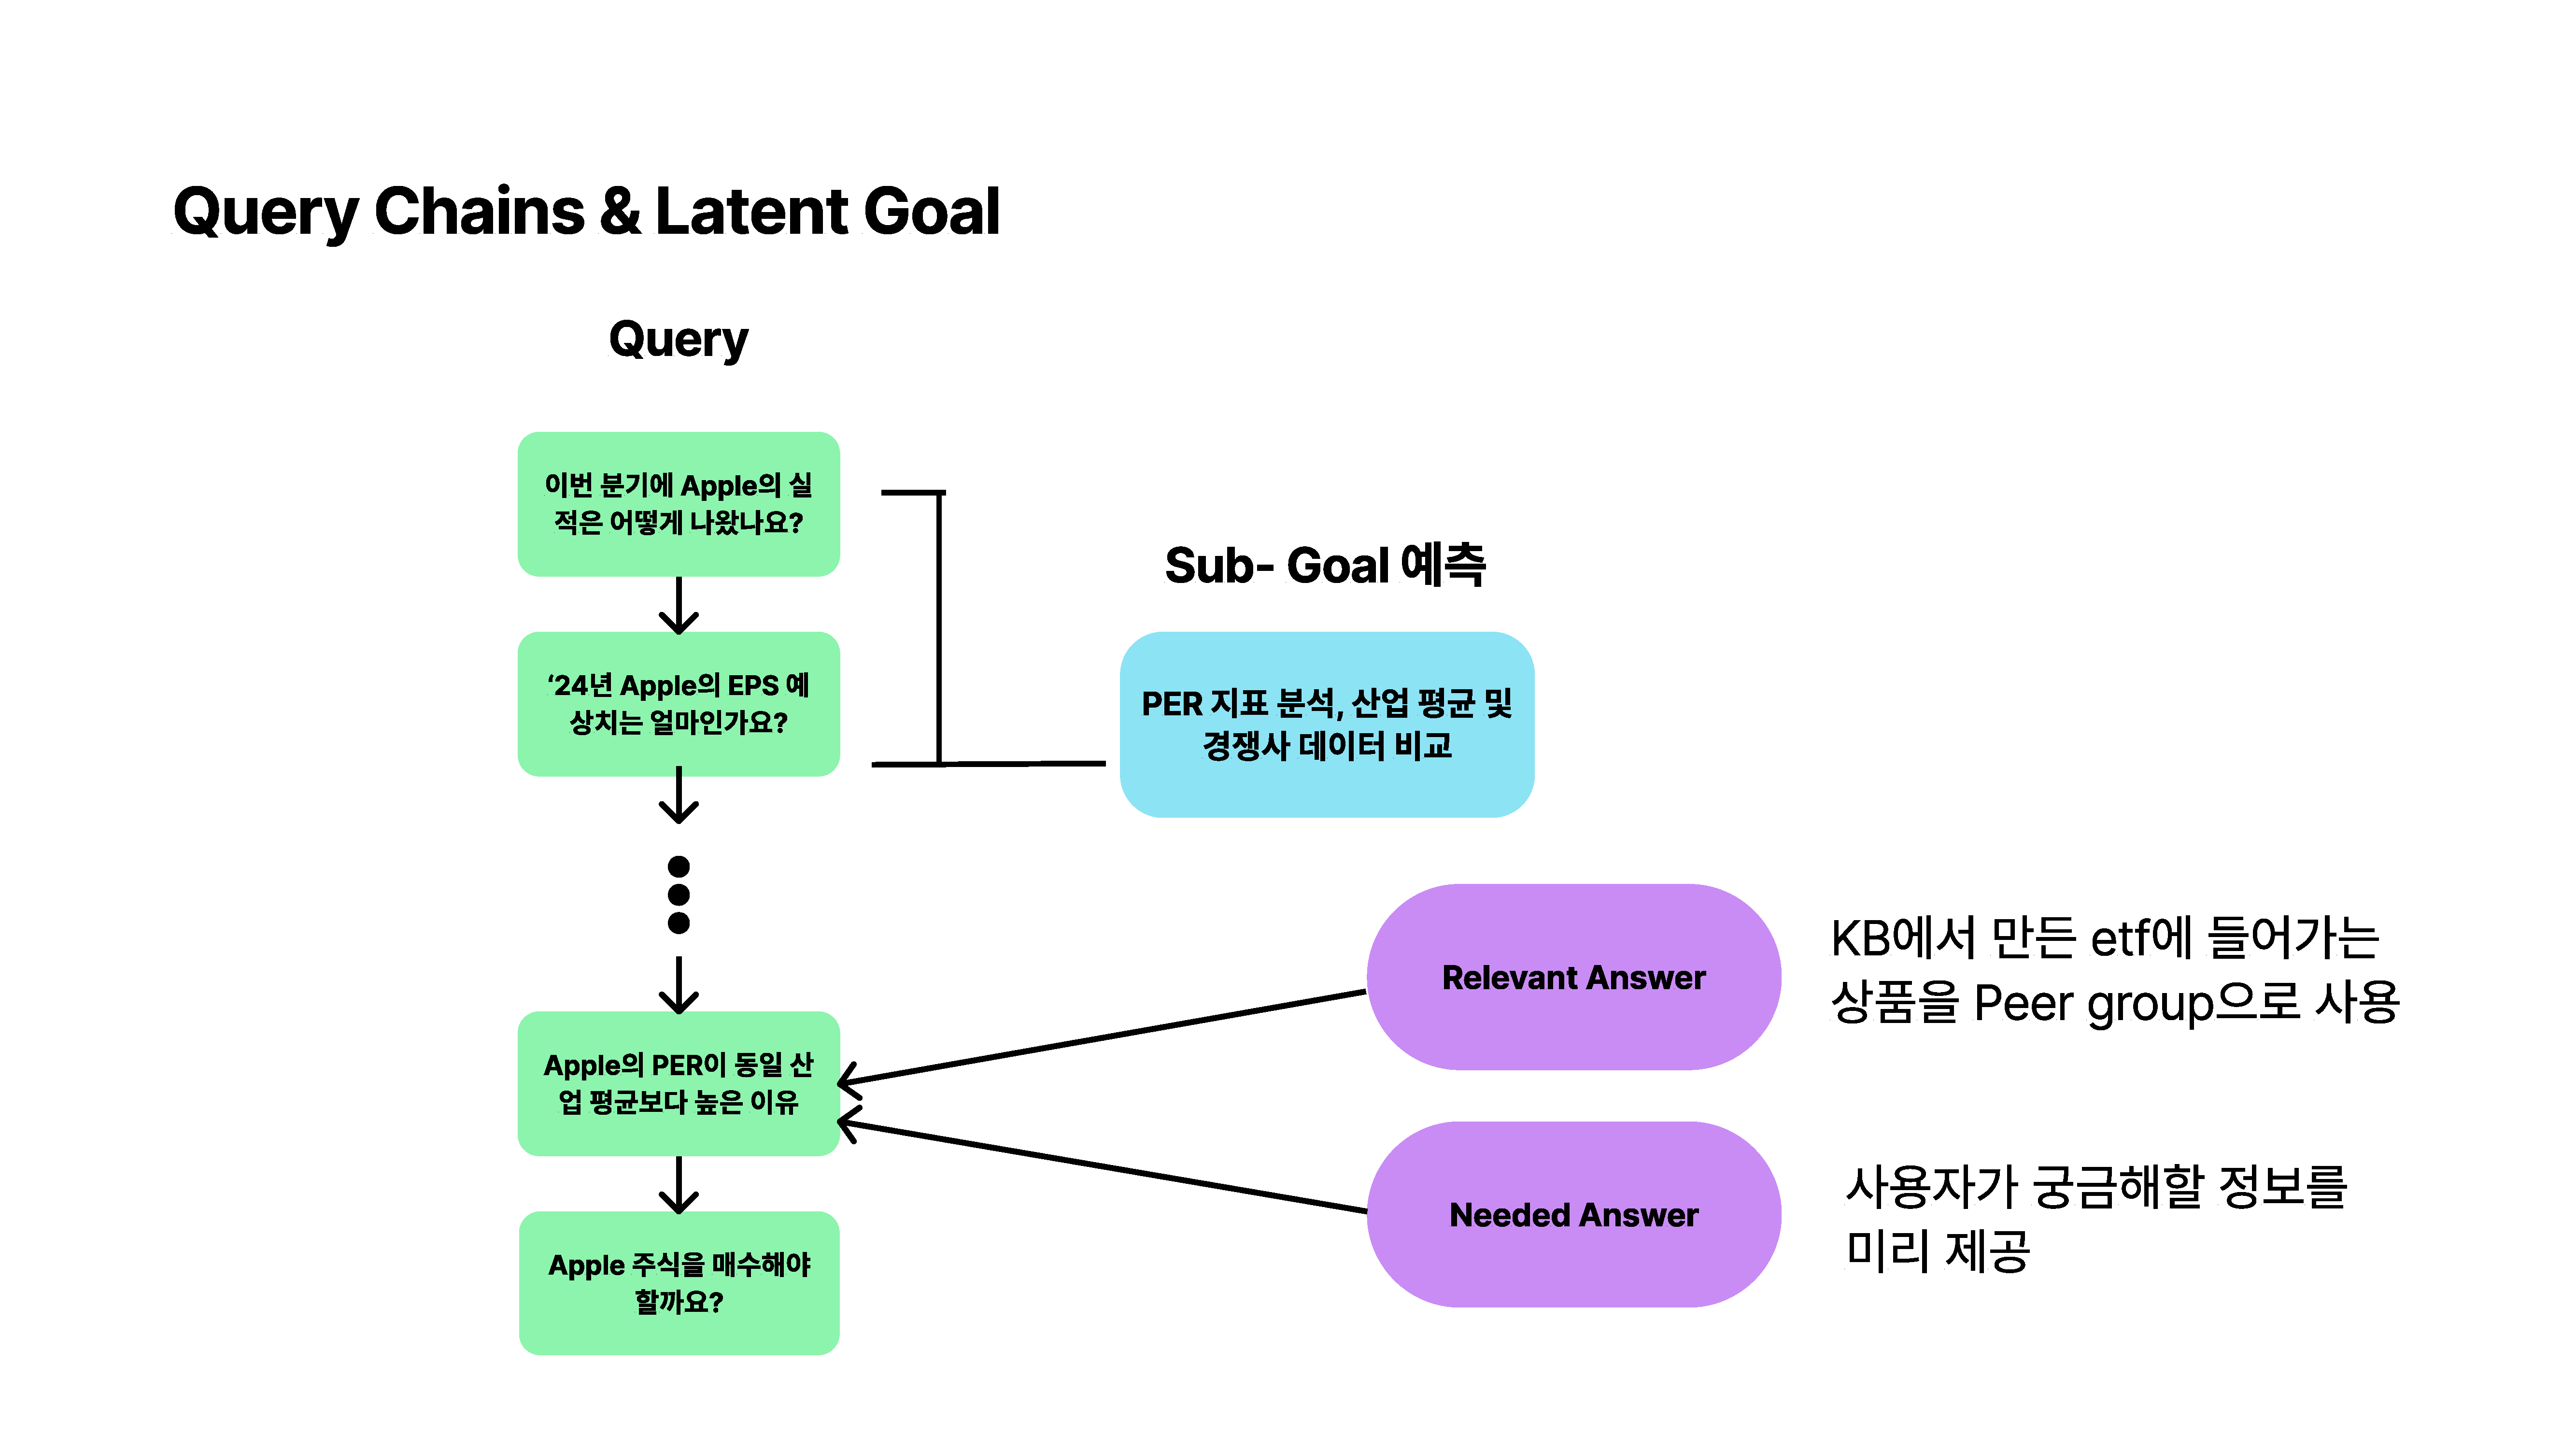 Query Chains & Latent Goal
Query
이번 분기에 Apple의 실
적은 어떻게 나왔나요?
‘24년 Apple의 EPS 예
상치는 얼마인가요?
Sub- Goal 예측
PER 지표 분석, 산업 평균 및
경쟁사 데이터 비교
Apple의 PER이 동일 산
업 평균보다 높은 이유
Apple 주식을 매수해야
할까요?
Relevant Answer
KB에서 만든 etf에 들어가는
상품을 Peer group으로 사용
Needed Answer
사용자가 궁금해할 정보를
미리 제공